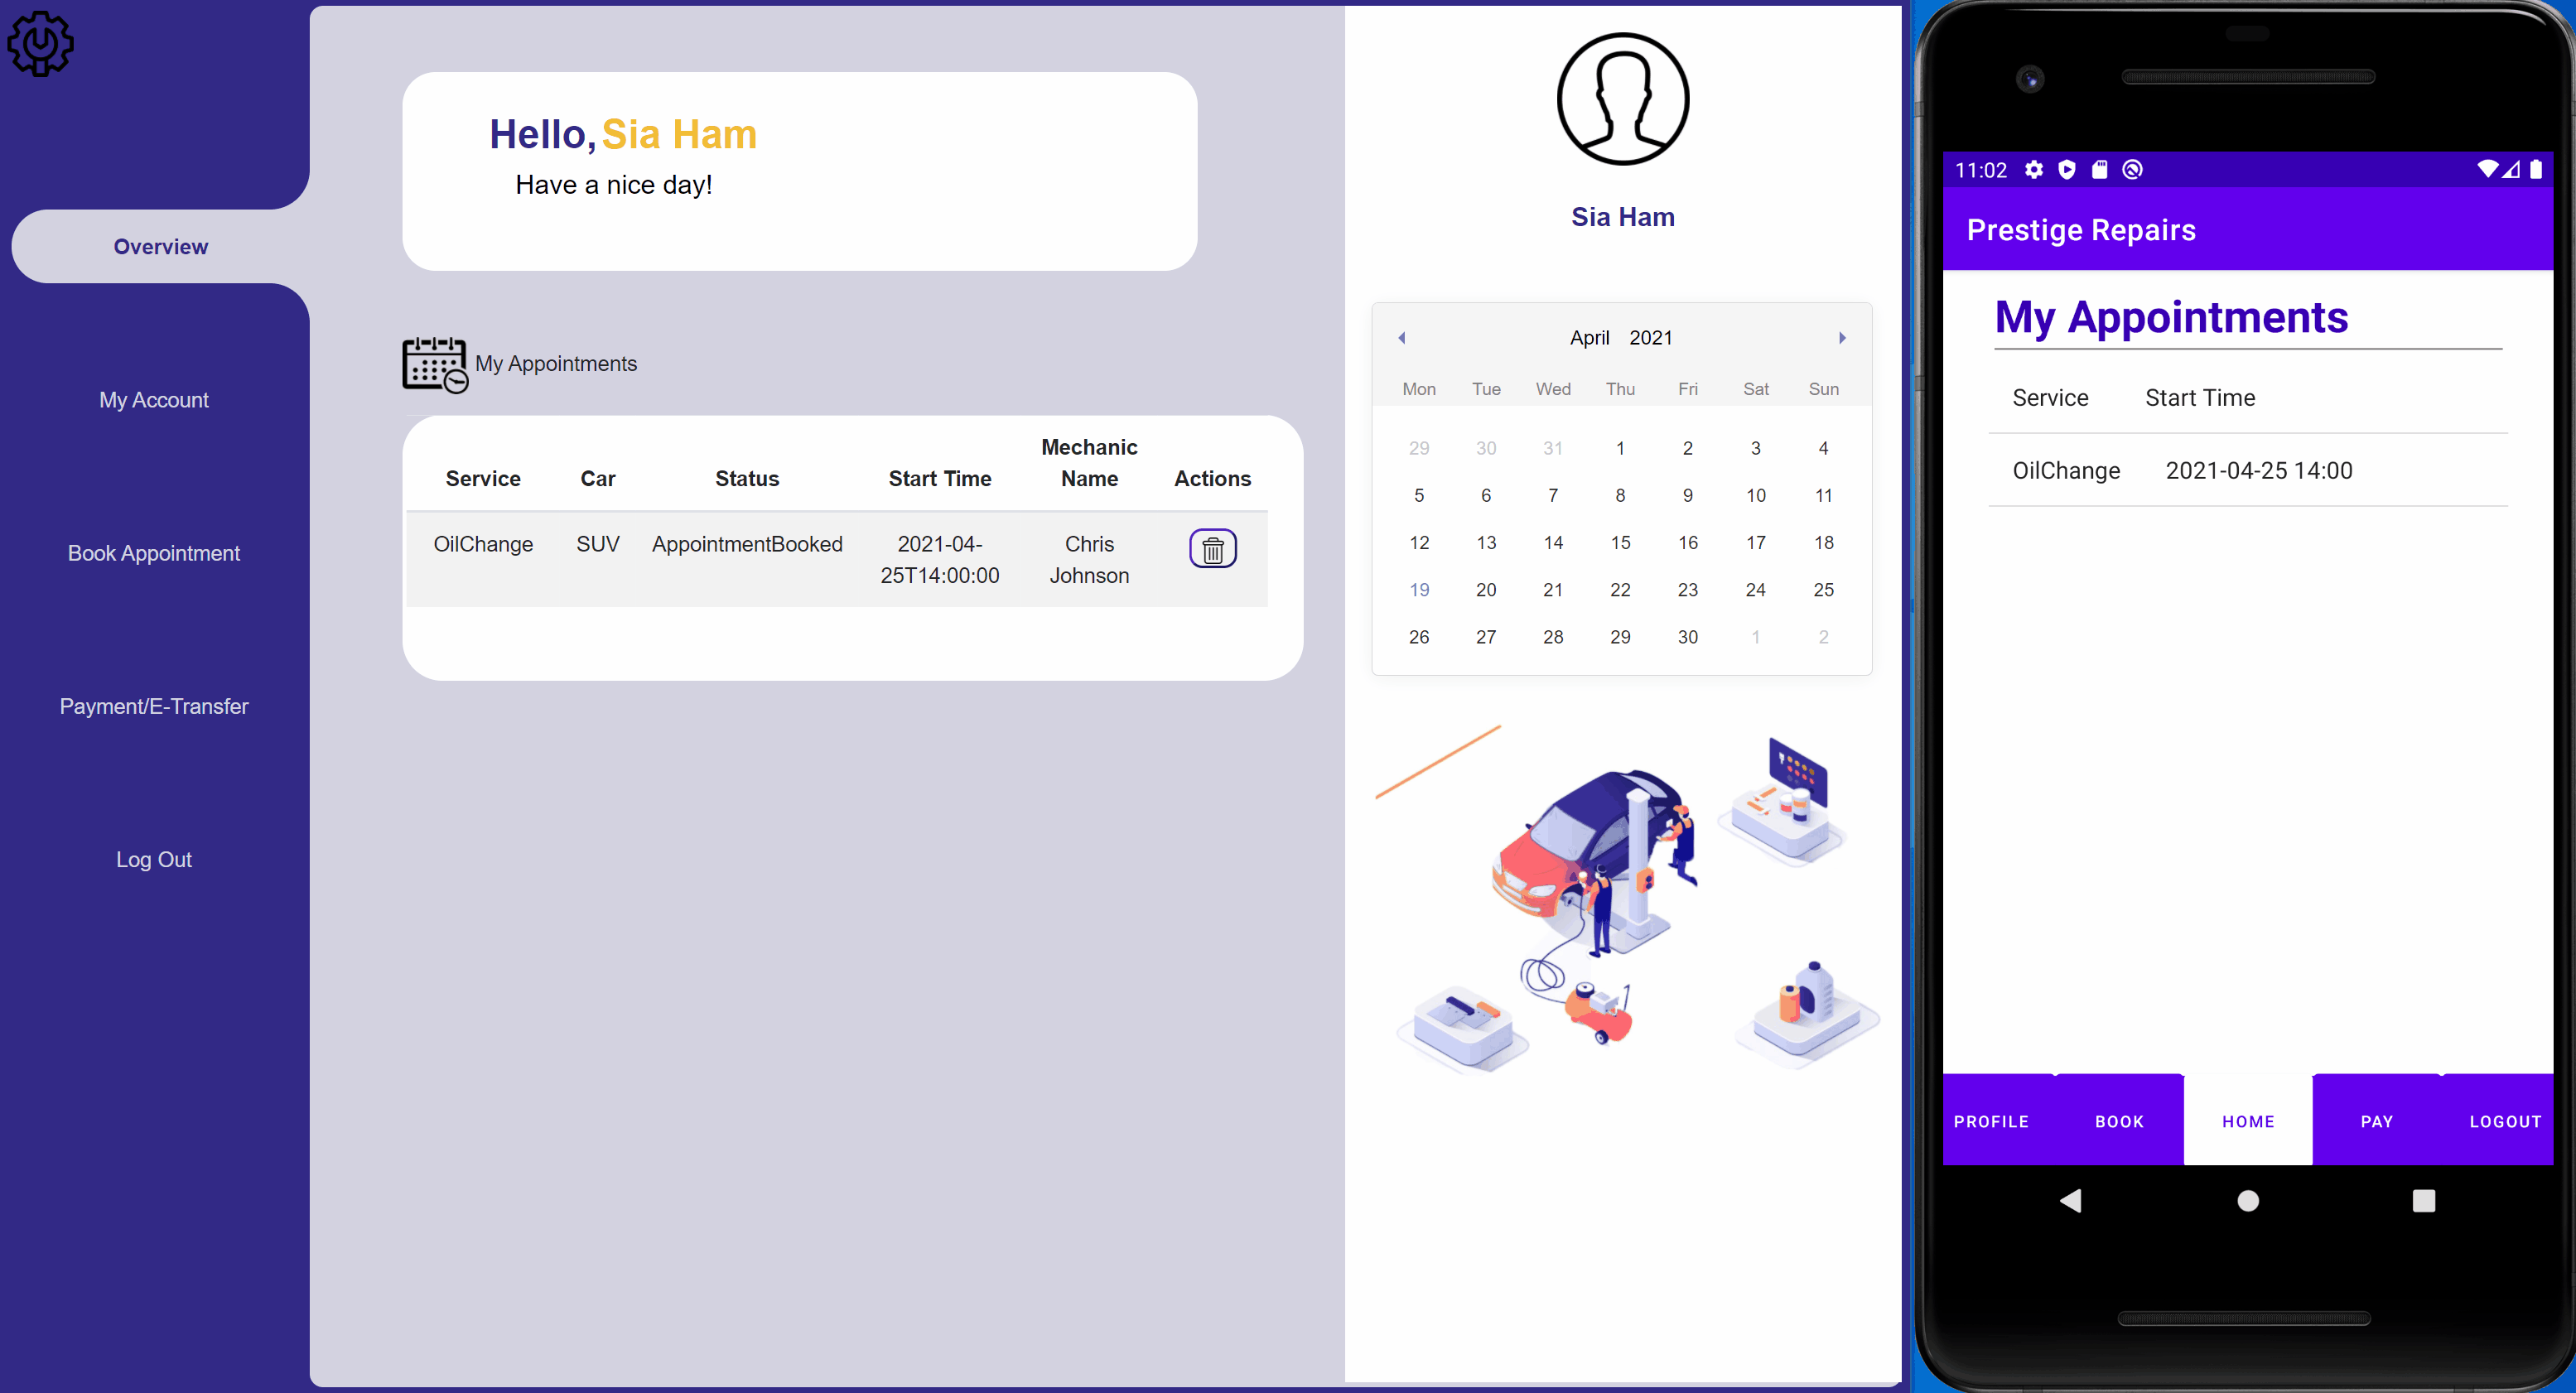 Overview
My Account
Book Appointment
Payment/E-Transfer
Log Out
Hello, Sia Ham
Have a nice day!
My Appointments
Service Car Status Start Time Mechanic Name Actions
OilChange SUV AppointmentBooked 2021-04-25T14:00:00 Chris Johnson
Sia Ham
April 2021
Mon Tue Wed Thu Fri Sat Sun
29 30 31 1 2 3 4
5 6 7 8 9 10 11
12 13 14 15 16 17 18
19 20 21 22 23 24 25
26 27 28 29 30 1 2
11:02
Prestige Repairs
My Appointments
Service Start Time
OilChange 2021-04-25 14:00
PROFILE BOOK HOME PAY LOGOUT